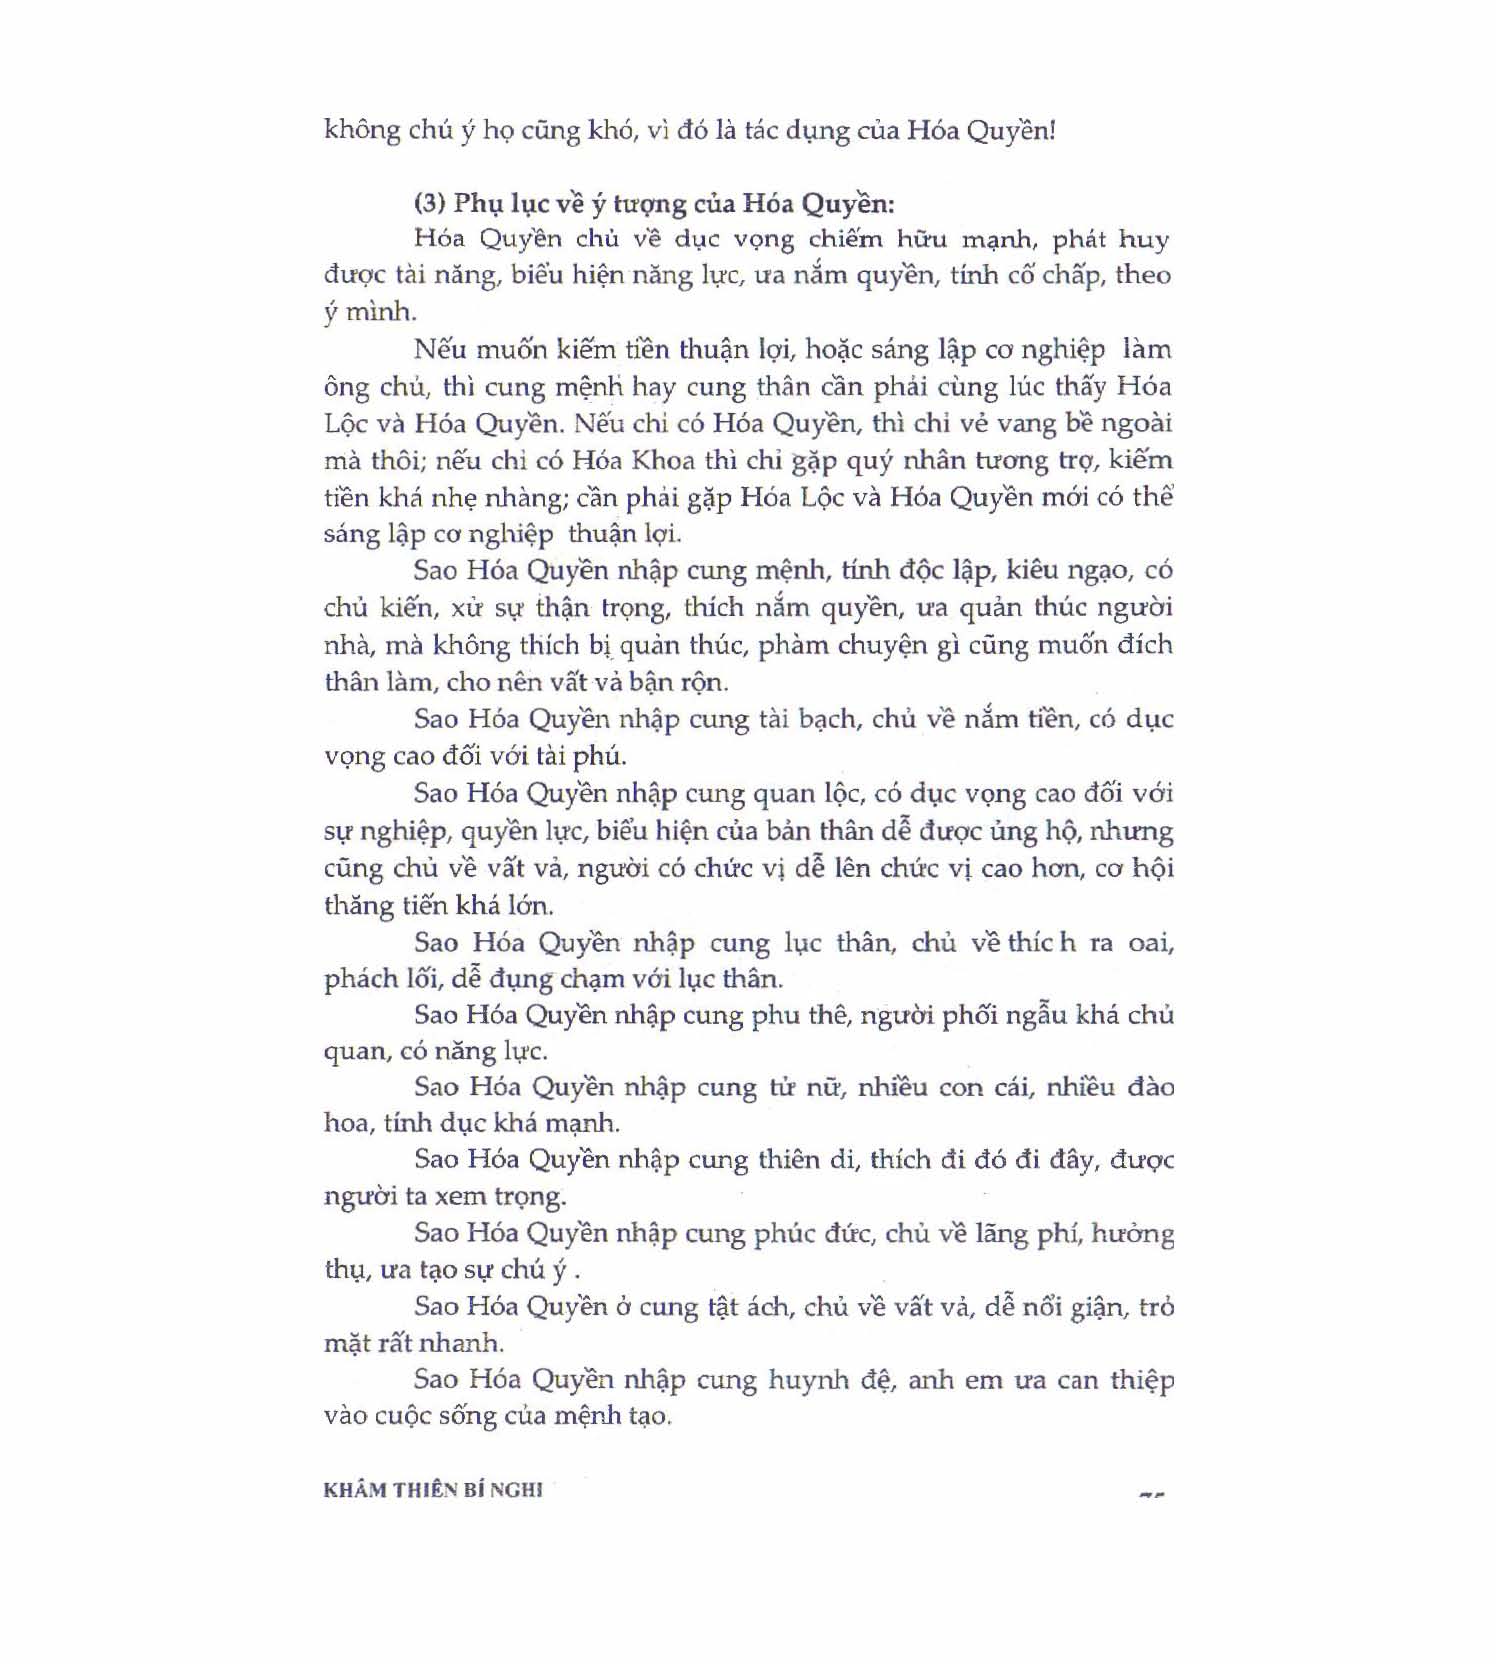 không chú ý họ cũng khó, vì đó là tác dụng của Hóa Quyền!
(3) Phụ lục về ý tượng của Hóa Quyền:
Hóa Quyền chủ về dục vọng chiếm hữu mạnh, phát huy
được tài năng, biểu hiện năng lực, ưa nắm quyền, tính cố chấp, theo
ý mình.
Nếu muốn kiếm tiền thuận lợi, hoặc sáng lập cơ nghiệp làm
ông chủ, thì cung mệnh hay cung thân cần phải cùng lúc thấy Hóa
Lộc và Hóa Quyền. Nếu chỉ có Hóa Quyền, thì chỉ vẻ vang bề ngoài
mà thôi; nếu chỉ có Hóa Khoa thì chỉ gặp quý nhân tương trợ, kiếm
tiền khá nhẹ nhàng; cần phải gặp Hóa Lộc và Hóa Quyền mới có thể
sáng lập cơ nghiệp thuận lợi.
Sao Hóa Quyền nhập cung mệnh, tính độc lập, kiêu ngạo, có
chủ kiến, xử sự thận trọng, thích nắm quyền, ưa quản thúc người
nhà, mà không thích bị quản thúc, phàm chuyện gì cũng muốn đích
thân làm, cho nên vất vả bận rộn.
Sao Hóa Quyền nhập cung tài bạch, chủ về nắm tiền, có dục
vọng cao đối với tài phú.
Sao Hóa Quyền nhập cung quan lộc, có dục vọng cao đối với
sự nghiệp, quyền lực, biểu hiện của bản thân dễ được ủng hộ, nhưng
cũng chủ về vất vả, người có chức vị dễ lên chức vị cao hơn, cơ hội
thăng tiến khá lớn.
Sao Hóa Quyền nhập cung lục thân, chủ về thích ra oai,
phách lối, dễ đụng chạm với lục thân.
Sao Hóa Quyền nhập cung phu thê, người phối ngẫu khá chủ
quan, có năng lực.
Sao Hóa Quyền nhập cung tử nữ, nhiều con cái, nhiều đào
hoa, tính dục khá mạnh.
Sao Hóa Quyền nhập cung thiên di, thích đi đó đi đây, được
người ta xem trọng.
Sao Hóa Quyền nhập cung phúc đức, chủ về lãng phí, hưởng
thụ, ưa tạo sự chú ý .
Sao Hóa Quyền ở cung tật ách, chủ về vất vả, dễ nổi giận, trở
mặt rất nhanh.
Sao Hóa Quyền nhập cung huynh đệ, anh em ưa can thiệp
vào cuộc sống của mệnh tạo.
KHÂM THIÊN BÍ NGHI